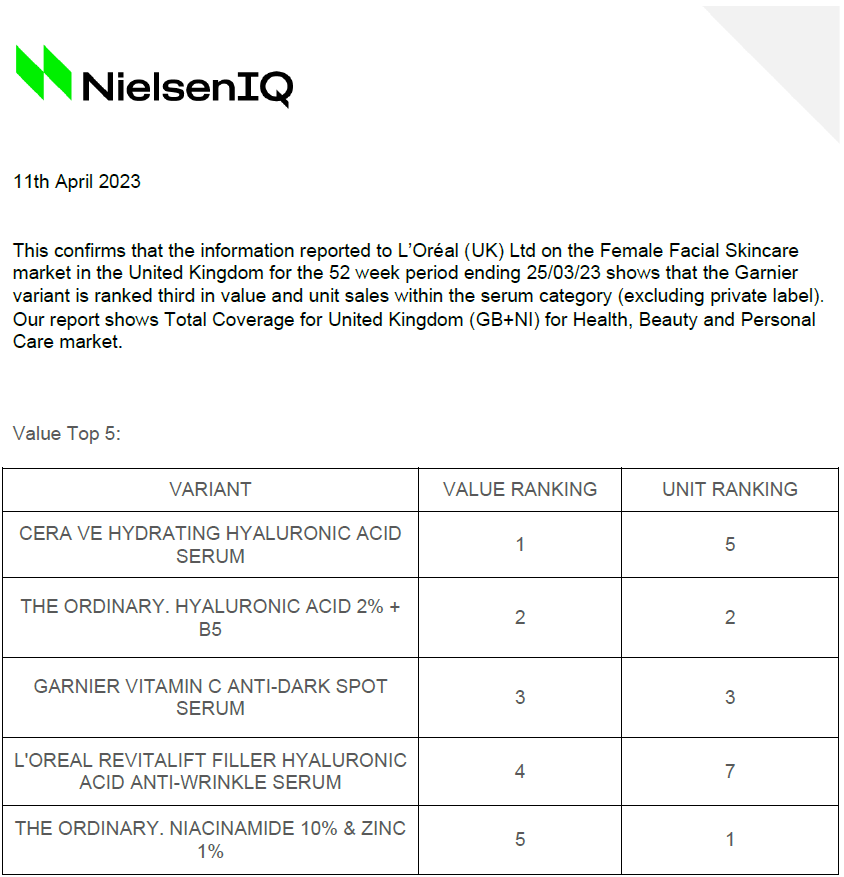 NielsenIQ
11th April 2023
This confirms that the information reported to L’Oréal (UK) Ltd on the Female Facial Skincare
market in the United Kingdom for the 52 week period ending 25/03/23 shows that the Garnier
variant is ranked third in value and unit sales within the serum category (excluding private label).
Our report shows Total Coverage for United Kingdom (GB+NI) for Health, Beauty and Personal
Care market.
Value Top 5:
VARIANT VALUE RANKING UNIT RANKING
CERA VE HYDRATING HYALURONIC ACID
SERUM 1 5
THE ORDINARY. HYALURONIC ACID 2% +
B5 2 2
GARNIER VITAMIN C ANTI-DARK SPOT
SERUM 3 3
L'OREAL REVITALIFT FILLER HYALURONIC
ACID ANTI-WRINKLE SERUM 4 7
THE ORDINARY. NIACINAMIDE 10% & ZINC
1% 5 1